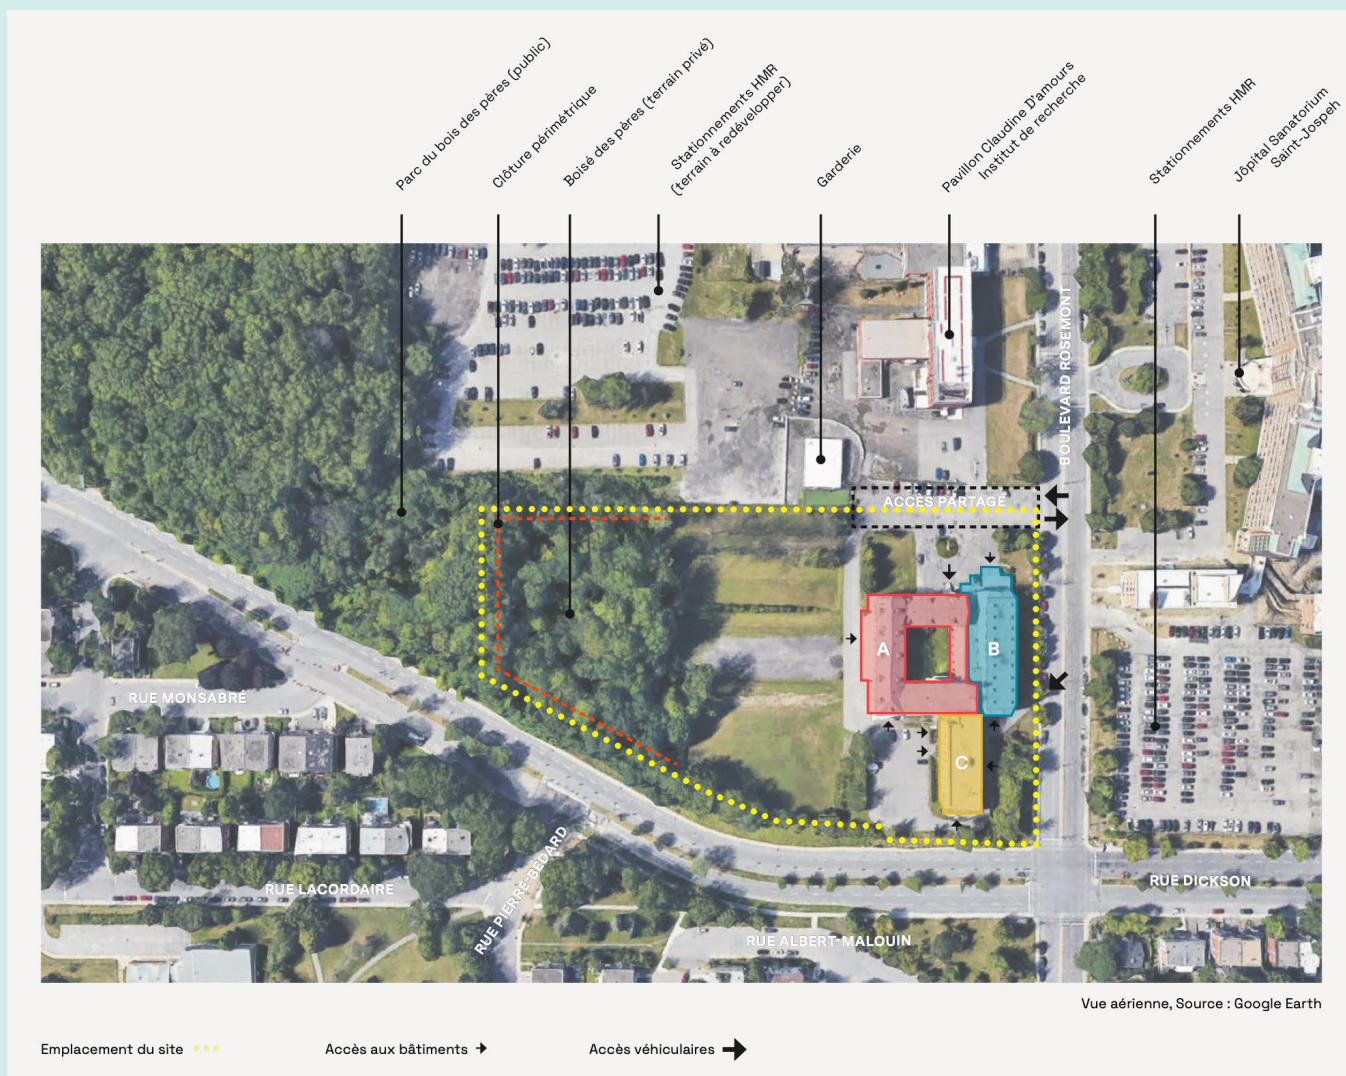 Parc du bois des pères (public)
Clôture périmétrique
Boisé des pères (terrain privé)
Stationnements HMR
(terrain à redévelopper)
Garderie
Pavillon Claudine D'amours
Institut de recherche
Stationnements HMR
Jôpital Sanatorium
Saint-Jospeh
BOULEVARD ROSEMONT
ACCÈS PARTAGÉ
A
B
C
RUE MONSABRÉ
RUE LACORDAIRE
RUE PIERRE-BÉDARD
RUE DICKSON
RUE ALBERT-MALOUIN
Vue aérienne, Source : Google Earth
Emplacement du site
Accès aux bâtiments
Accès véhiculaires